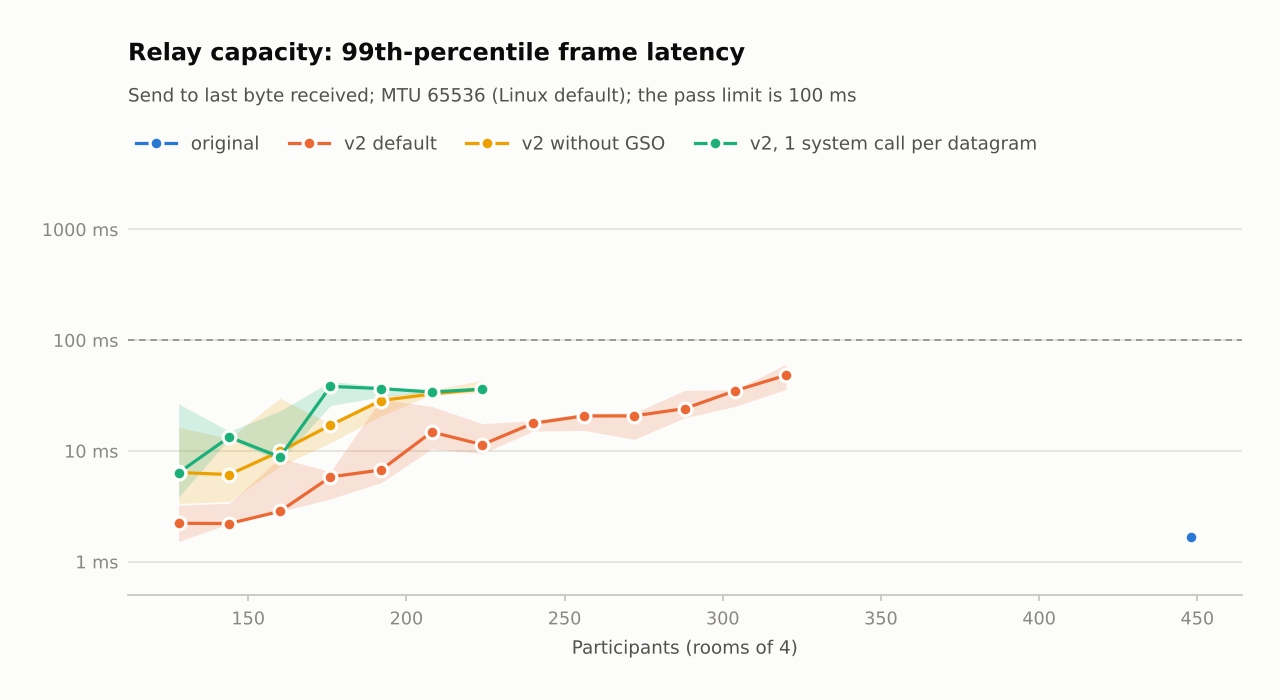 Relay capacity: 99th-percentile frame latency
Send to last byte received; MTU 65536 (Linux default); the pass limit is 100 ms
original v2 default v2 without GSO v2, 1 system call per datagram
1000 ms
100 ms
10 ms
1 ms
150 200 250 300 350 400 450
Participants (rooms of 4)